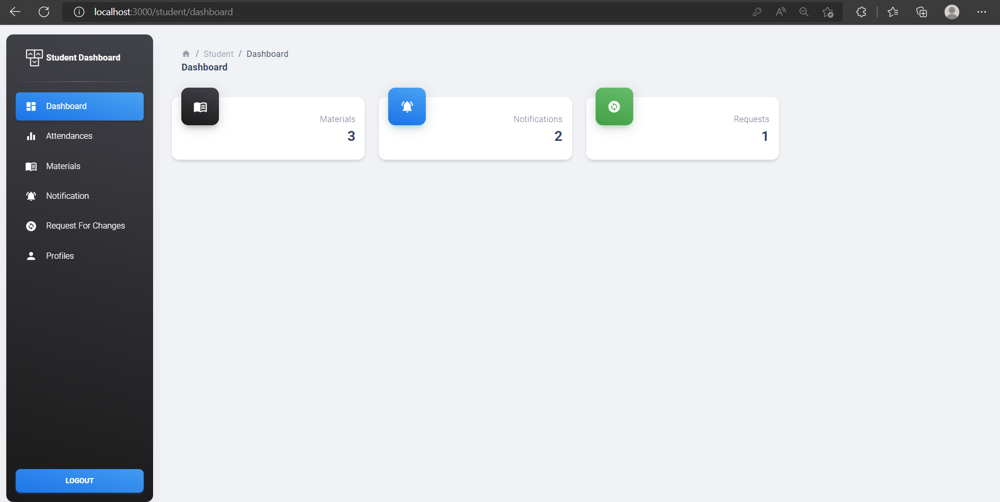 localhost:3000/student/dashboard
Student Dashboard
Dashboard
Attendances
Materials
Notification
Request For Changes
Profiles
LOGOUT
/ Student / Dashboard
Dashboard
Materials
3
Notifications
2
Requests
1